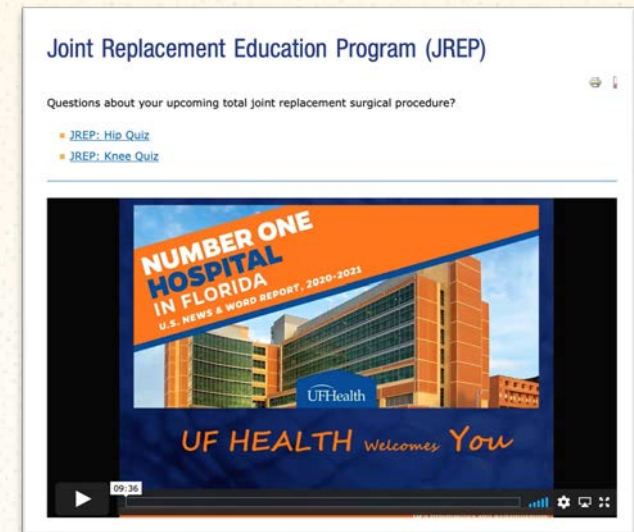 Joint Replacement Education Program (JREP)
Questions about your upcoming total joint replacement surgical procedure?
JREP: Hip Quiz
JREP: Knee Quiz
NUMBER ONE
HOSPITAL
IN FLORIDA
U.S. NEWS & WORD REPORT, 2020-2021
UFHealth
UF HEALTH Welcomes You
09:36